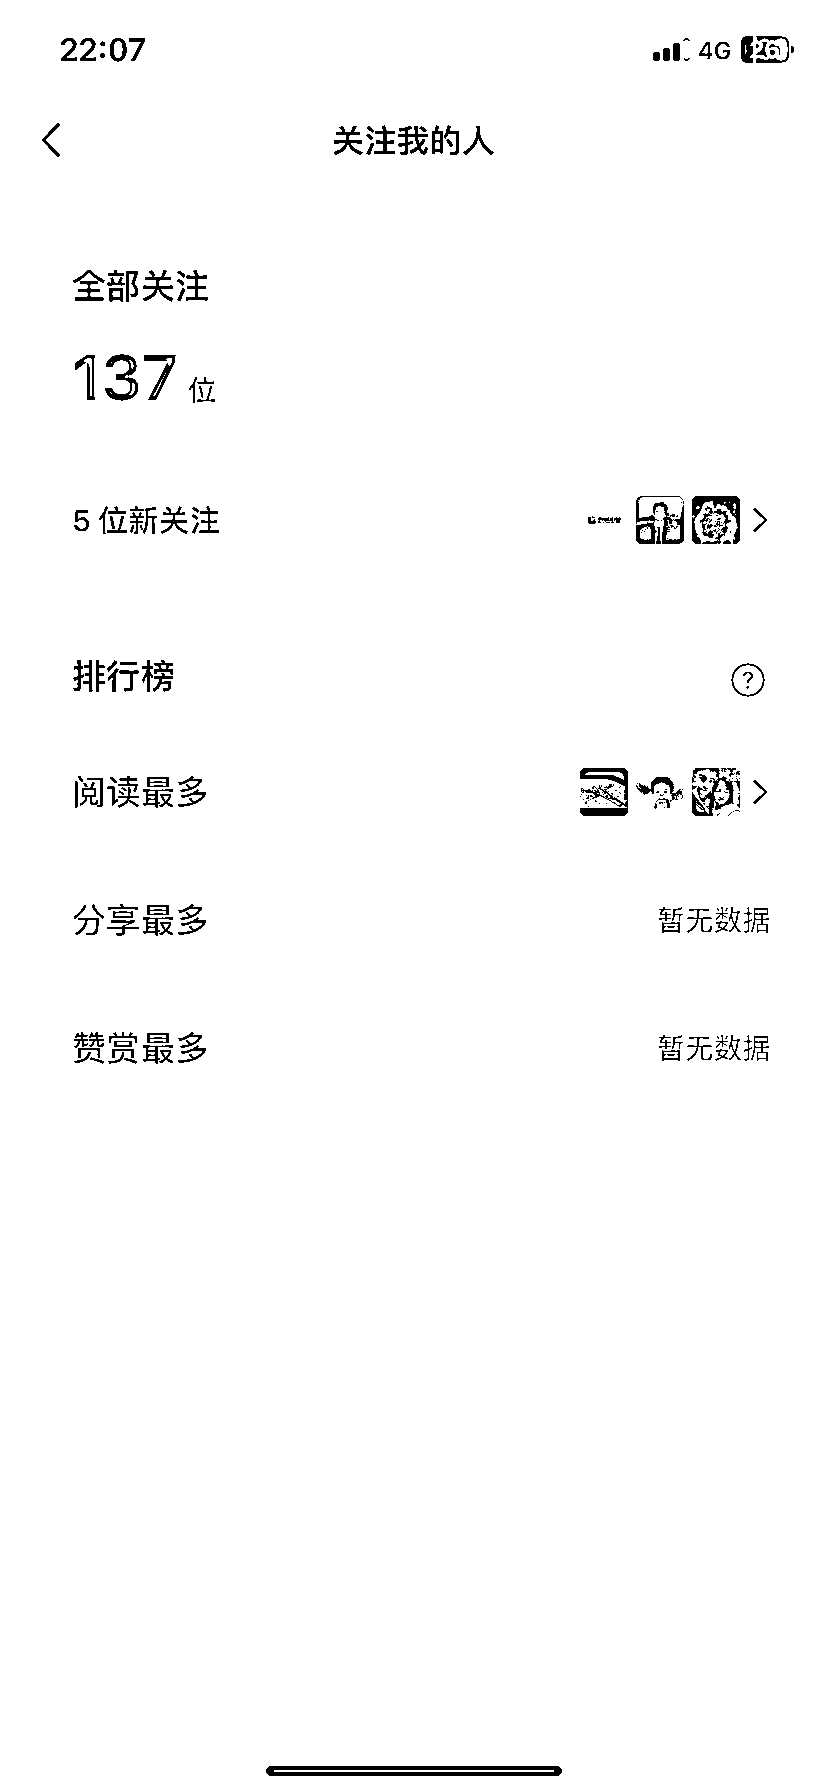 22:07 4G 26
关注我的人
全部关注
137 位
5 位新关注
排行榜
?
阅读最多
分享最多 暂无数据
赞赏最多 暂无数据